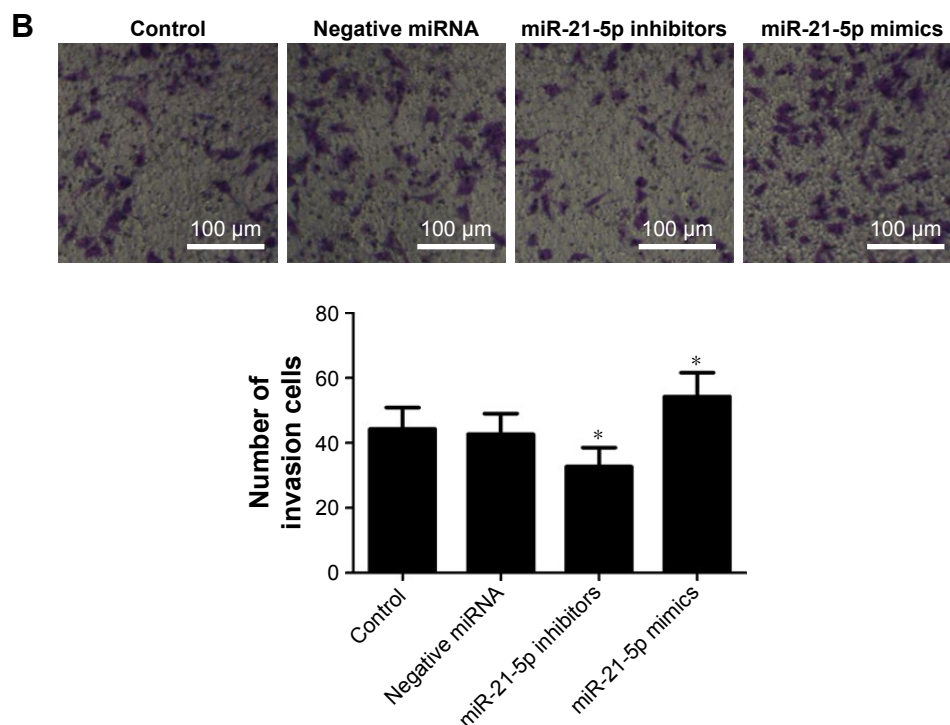 B
Control
Negative miRNA
miR-21-5p inhibitors
miR-21-5p mimics
100 µm
100 µm
100 µm
100 µm
Number of
invasion cells
80
60
40
20
0
*
*
Control
Negative miRNA
miR-21-5p inhibitors
miR-21-5p mimics